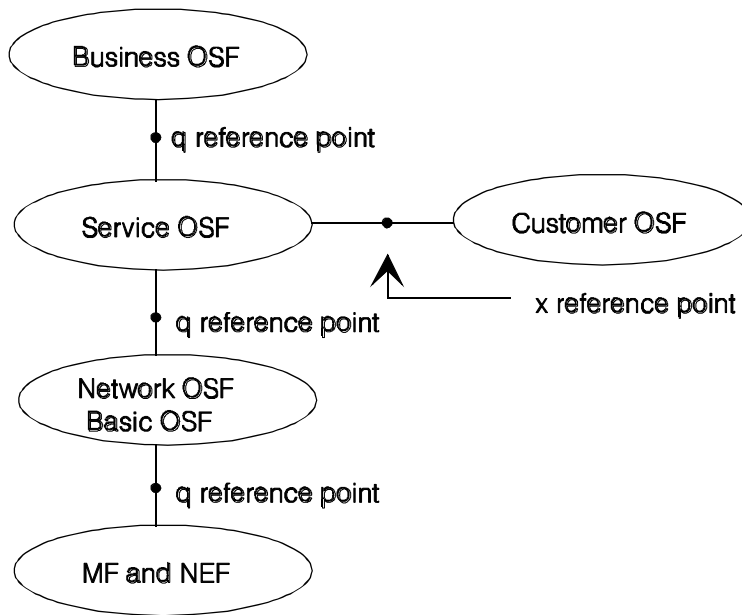 Business OSF
q reference point
Service OSF
Customer OSF
x reference point
q reference point
Network OSF
Basic OSF
q reference point
MF and NEF